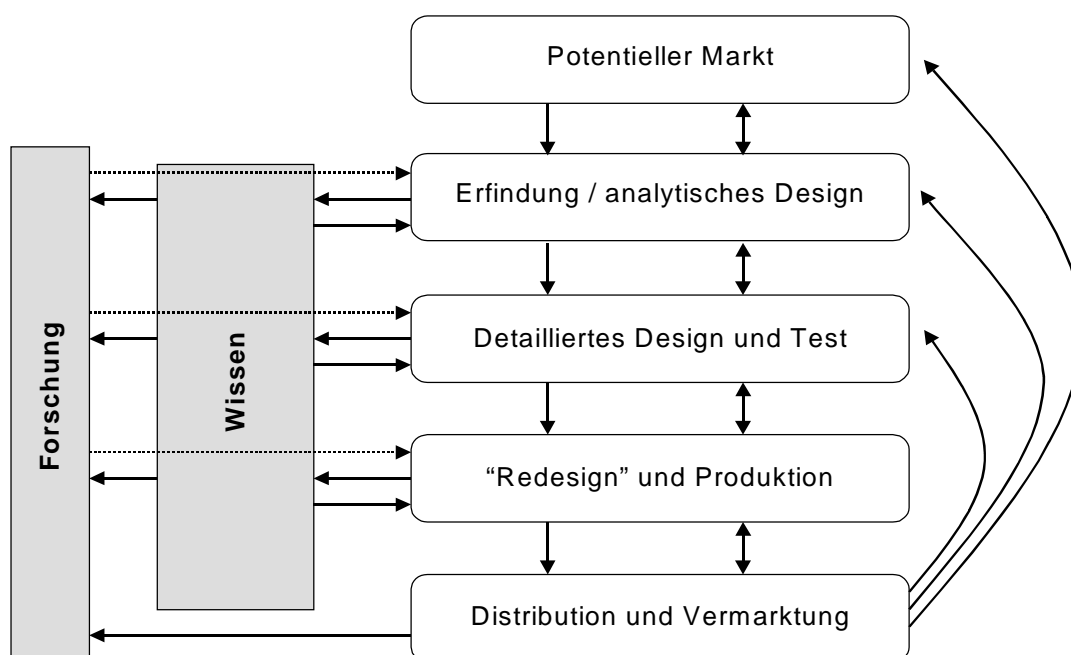 Potentieller Markt
Erfindung / analytisches Design
Detailliertes Design und Test
“Redesign” und Produktion
Distribution und Vermarktung
Forschung
Wissen